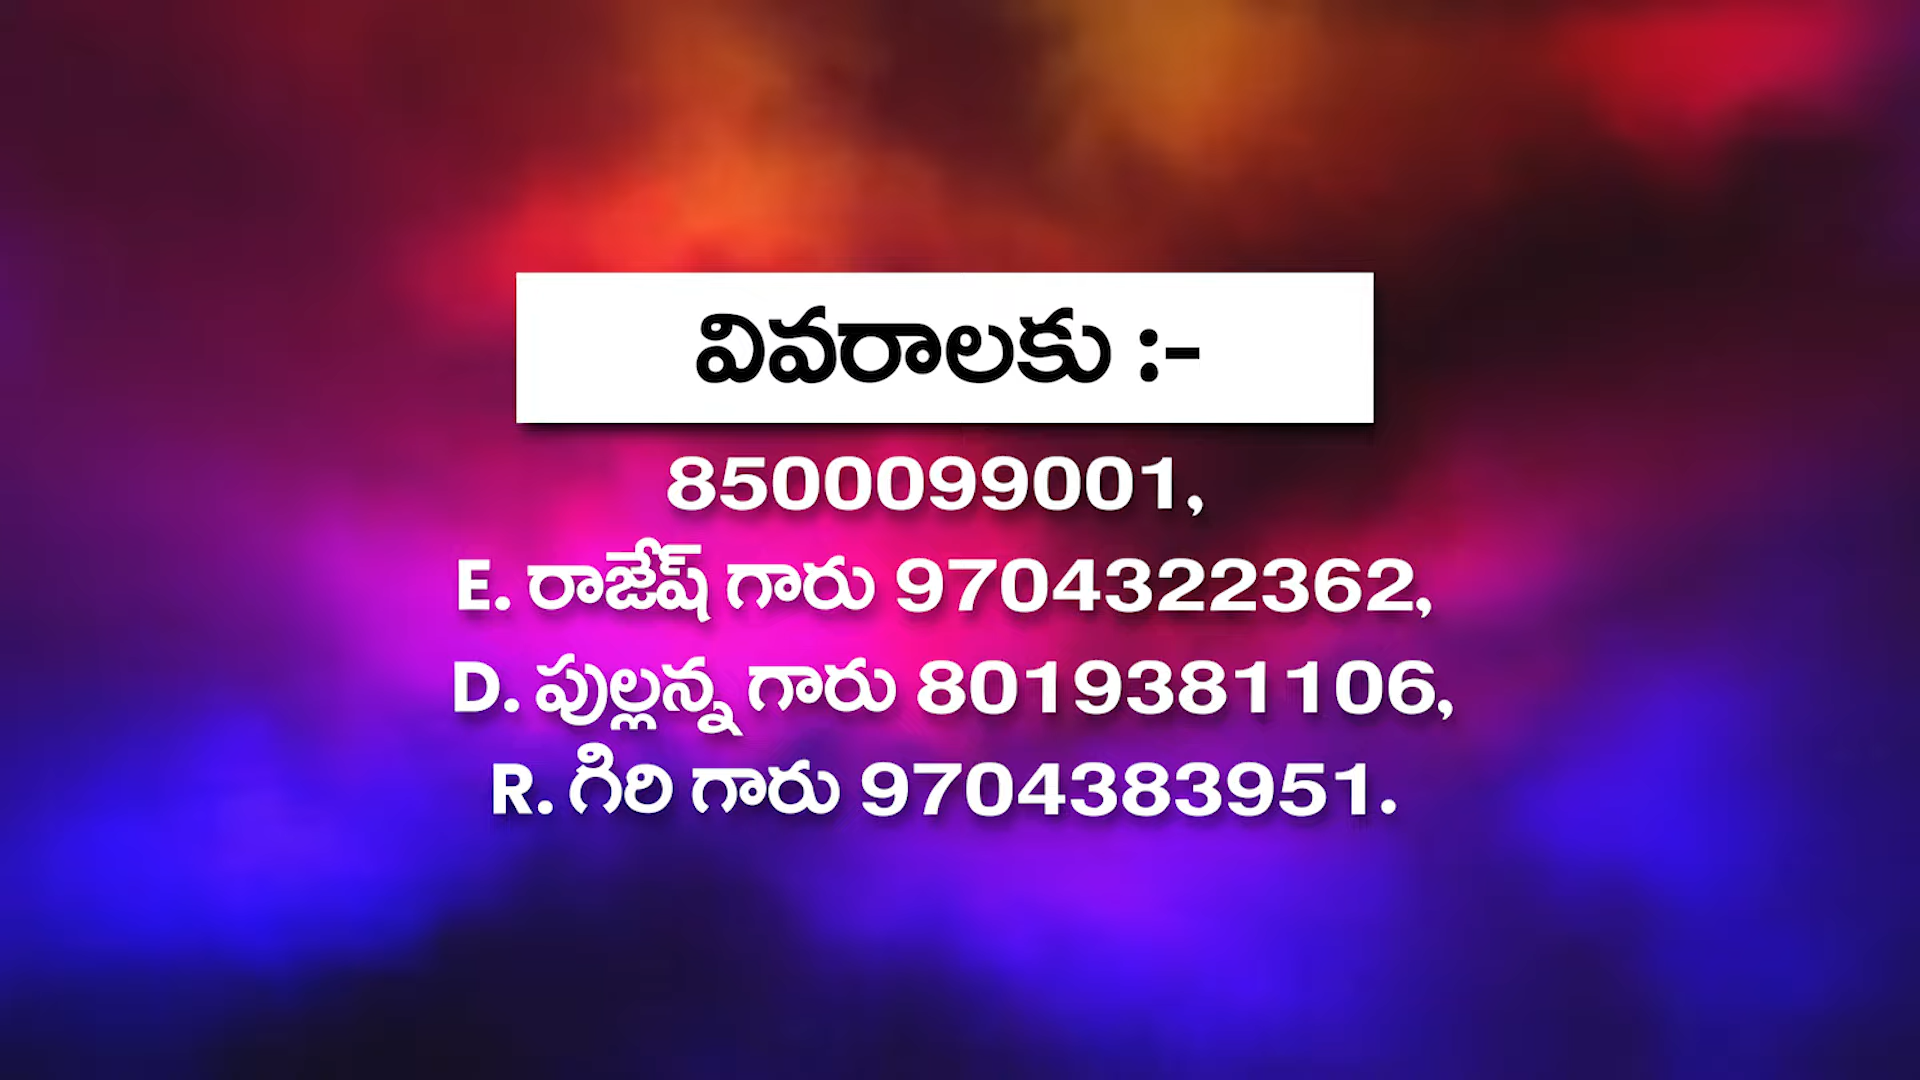 వివరాలకు :-
8500099001,
E. రాజేష్ గారు 9704322362,
D. పుల్లన్న గారు 8019381106,
R. గిరి గారు 9704383951.